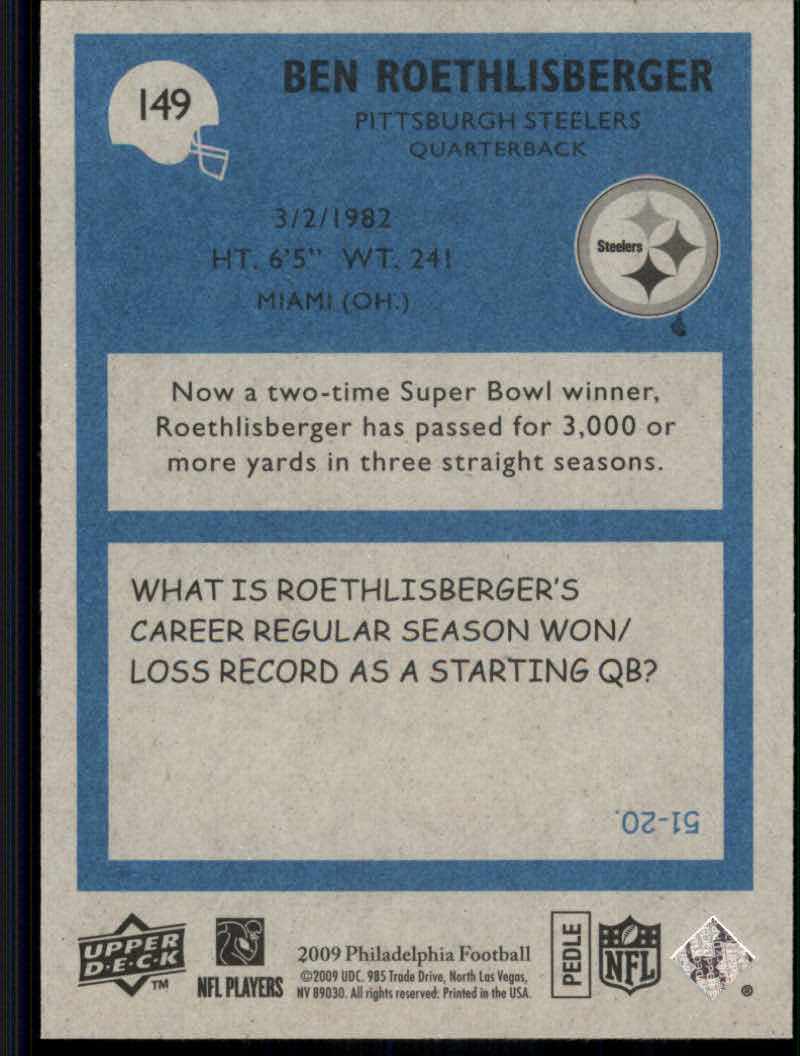 149
BEN ROETHLISBERGER
PITTSBURGH STEELERS
QUARTERBACK
3/2/1982
HT. 6'5" WT. 241
MIAMI (OH.)
Steelers
Now a two-time Super Bowl winner,
Roethlisberger has passed for 3,000 or
more yards in three straight seasons.
WHAT IS ROETHLISBERGER'S
CAREER REGULAR SEASON WON/
LOSS RECORD AS A STARTING QB?
51-20.
UPPER
D·E·C·K
TM
NFL PLAYERS
2009 Philadelphia Football
©2009 UDC. 985 Trade Drive, North Las Vegas,
NV 89030. All rights reserved. Printed in the USA.
PEDLE
NFL
®